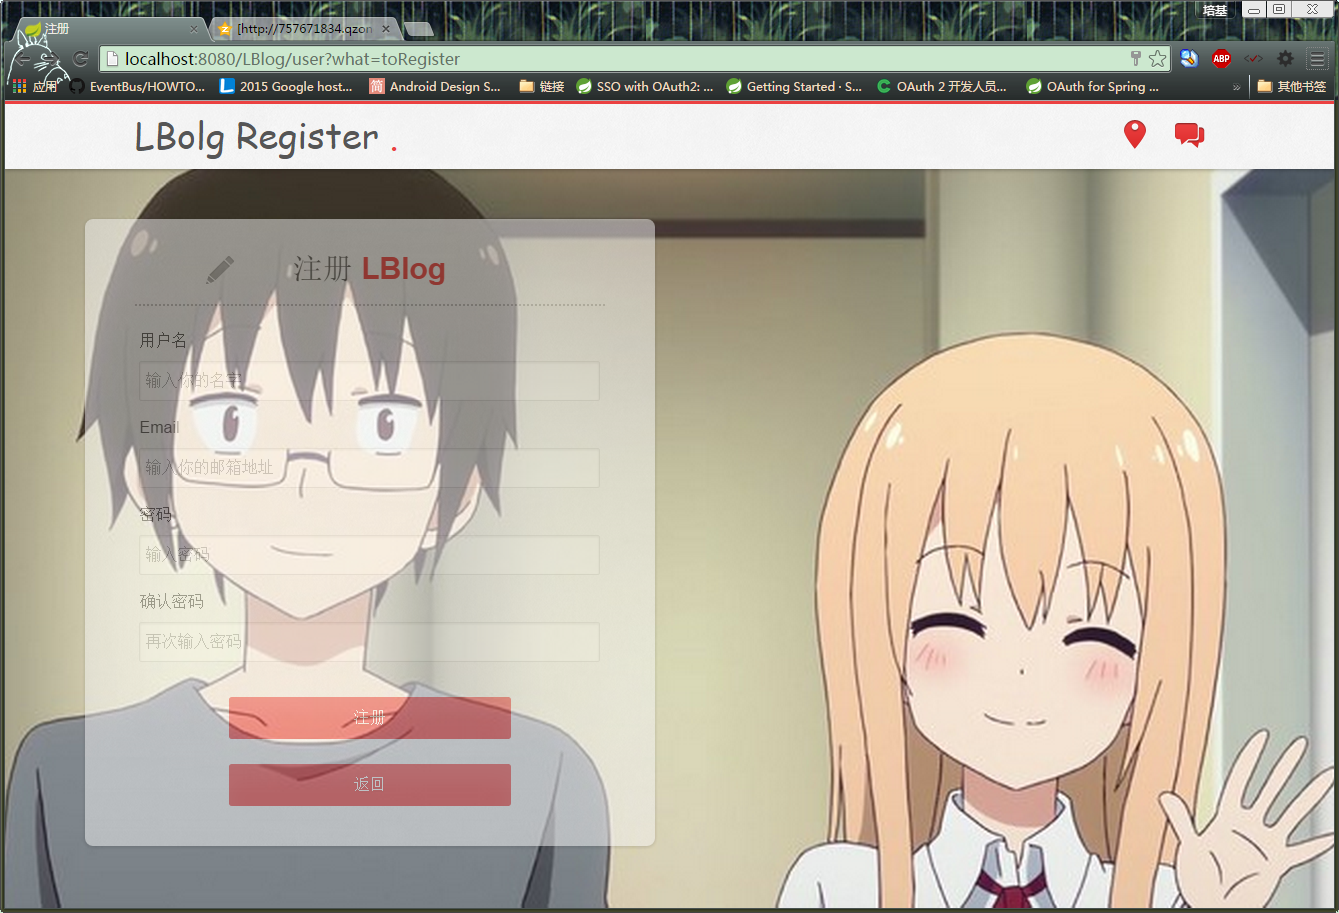 培基
注册
[http://757671834.qzon
localhost:8080/LBlog/user?what=toRegister
ABP
应用
EventBus/HOWTO...
2015 Google host...
简
Android Design S...
链接
SSO with OAuth2: ...
Getting Started · S...
OAuth 2 开发人员...
OAuth for Spring ...
»
其他书签
LBolg Register .
注册 LBlog
用户名
输入你的名字
Email
输入你的邮箱地址
密码
输入密码
确认密码
再次输入密码
注册
返回